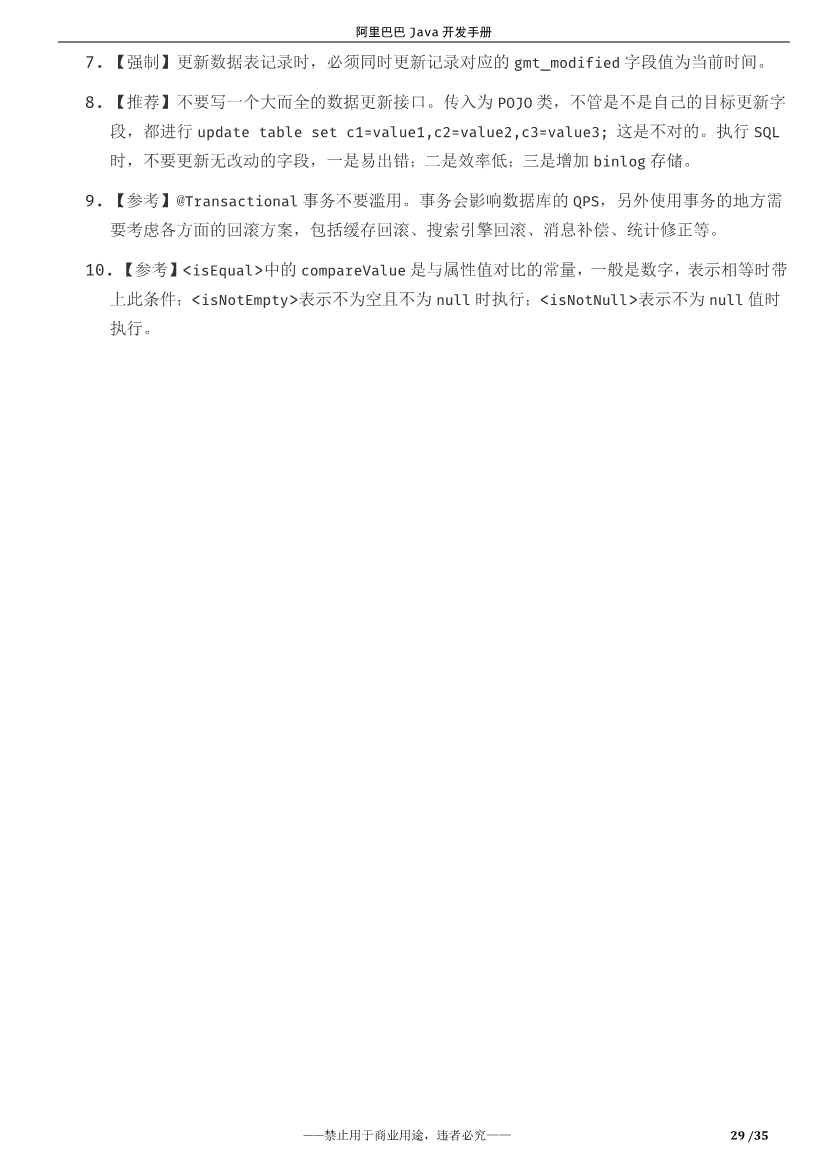 阿里巴巴 Java 开发手册
7. 【强制】更新数据表记录时，必须同时更新记录对应的 gmt_modified 字段值为当前时间。
8. 【推荐】不要写一个大而全的数据更新接口。传入为 POJO 类，不管是不是自己的目标更新字
段，都进行 update table set c1=value1,c2=value2,c3=value3; 这是不对的。执行 SQL
时，不要更新无改动的字段，一是易出错；二是效率低；三是增加 binlog 存储。
9. 【参考】@Transactional 事务不要滥用。事务会影响数据库的 QPS，另外使用事务的地方需
要考虑各方面的回滚方案，包括缓存回滚、搜索引擎回滚、消息补偿、统计修正等。
10. 【参考】<isEqual>中的 compareValue 是与属性值对比的常量，一般是数字，表示相等时带
上此条件；<isNotEmpty>表示不为空且不为 null 时执行；<isNotNull>表示不为 null 值时
执行。
——禁止用于商业用途，违者必究—— 29 /35